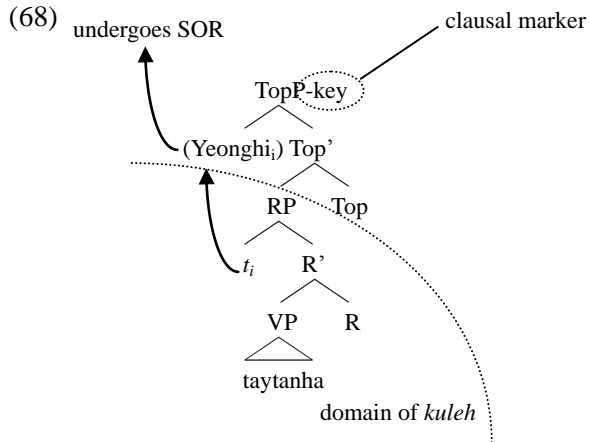 (68)
undergoes SOR
clausal marker
TopP-key
(Yeonghiᵢ) Top’
RP Top
tᵢ R’
VP R
taytanha
domain of kuleh